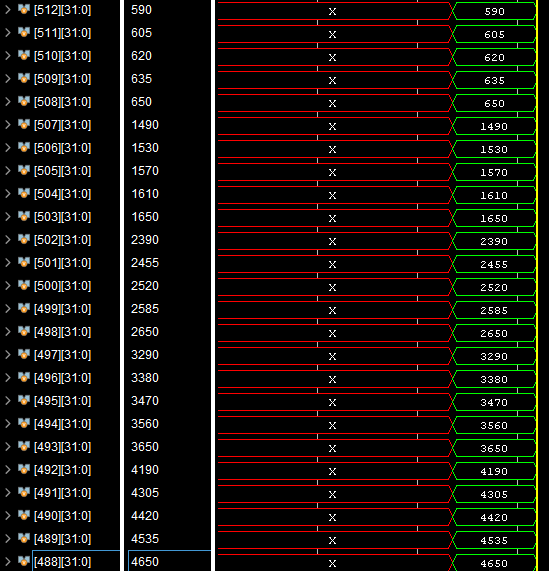 [512][31:0] 590 X 590
[511][31:0] 605 X 605
[510][31:0] 620 X 620
[509][31:0] 635 X 635
[508][31:0] 650 X 650
[507][31:0] 1490 X 1490
[506][31:0] 1530 X 1530
[505][31:0] 1570 X 1570
[504][31:0] 1610 X 1610
[503][31:0] 1650 X 1650
[502][31:0] 2390 X 2390
[501][31:0] 2455 X 2455
[500][31:0] 2520 X 2520
[499][31:0] 2585 X 2585
[498][31:0] 2650 X 2650
[497][31:0] 3290 X 3290
[496][31:0] 3380 X 3380
[495][31:0] 3470 X 3470
[494][31:0] 3560 X 3560
[493][31:0] 3650 X 3650
[492][31:0] 4190 X 4190
[491][31:0] 4305 X 4305
[490][31:0] 4420 X 4420
[489][31:0] 4535 X 4535
[488][31:0] 4650 X 4650